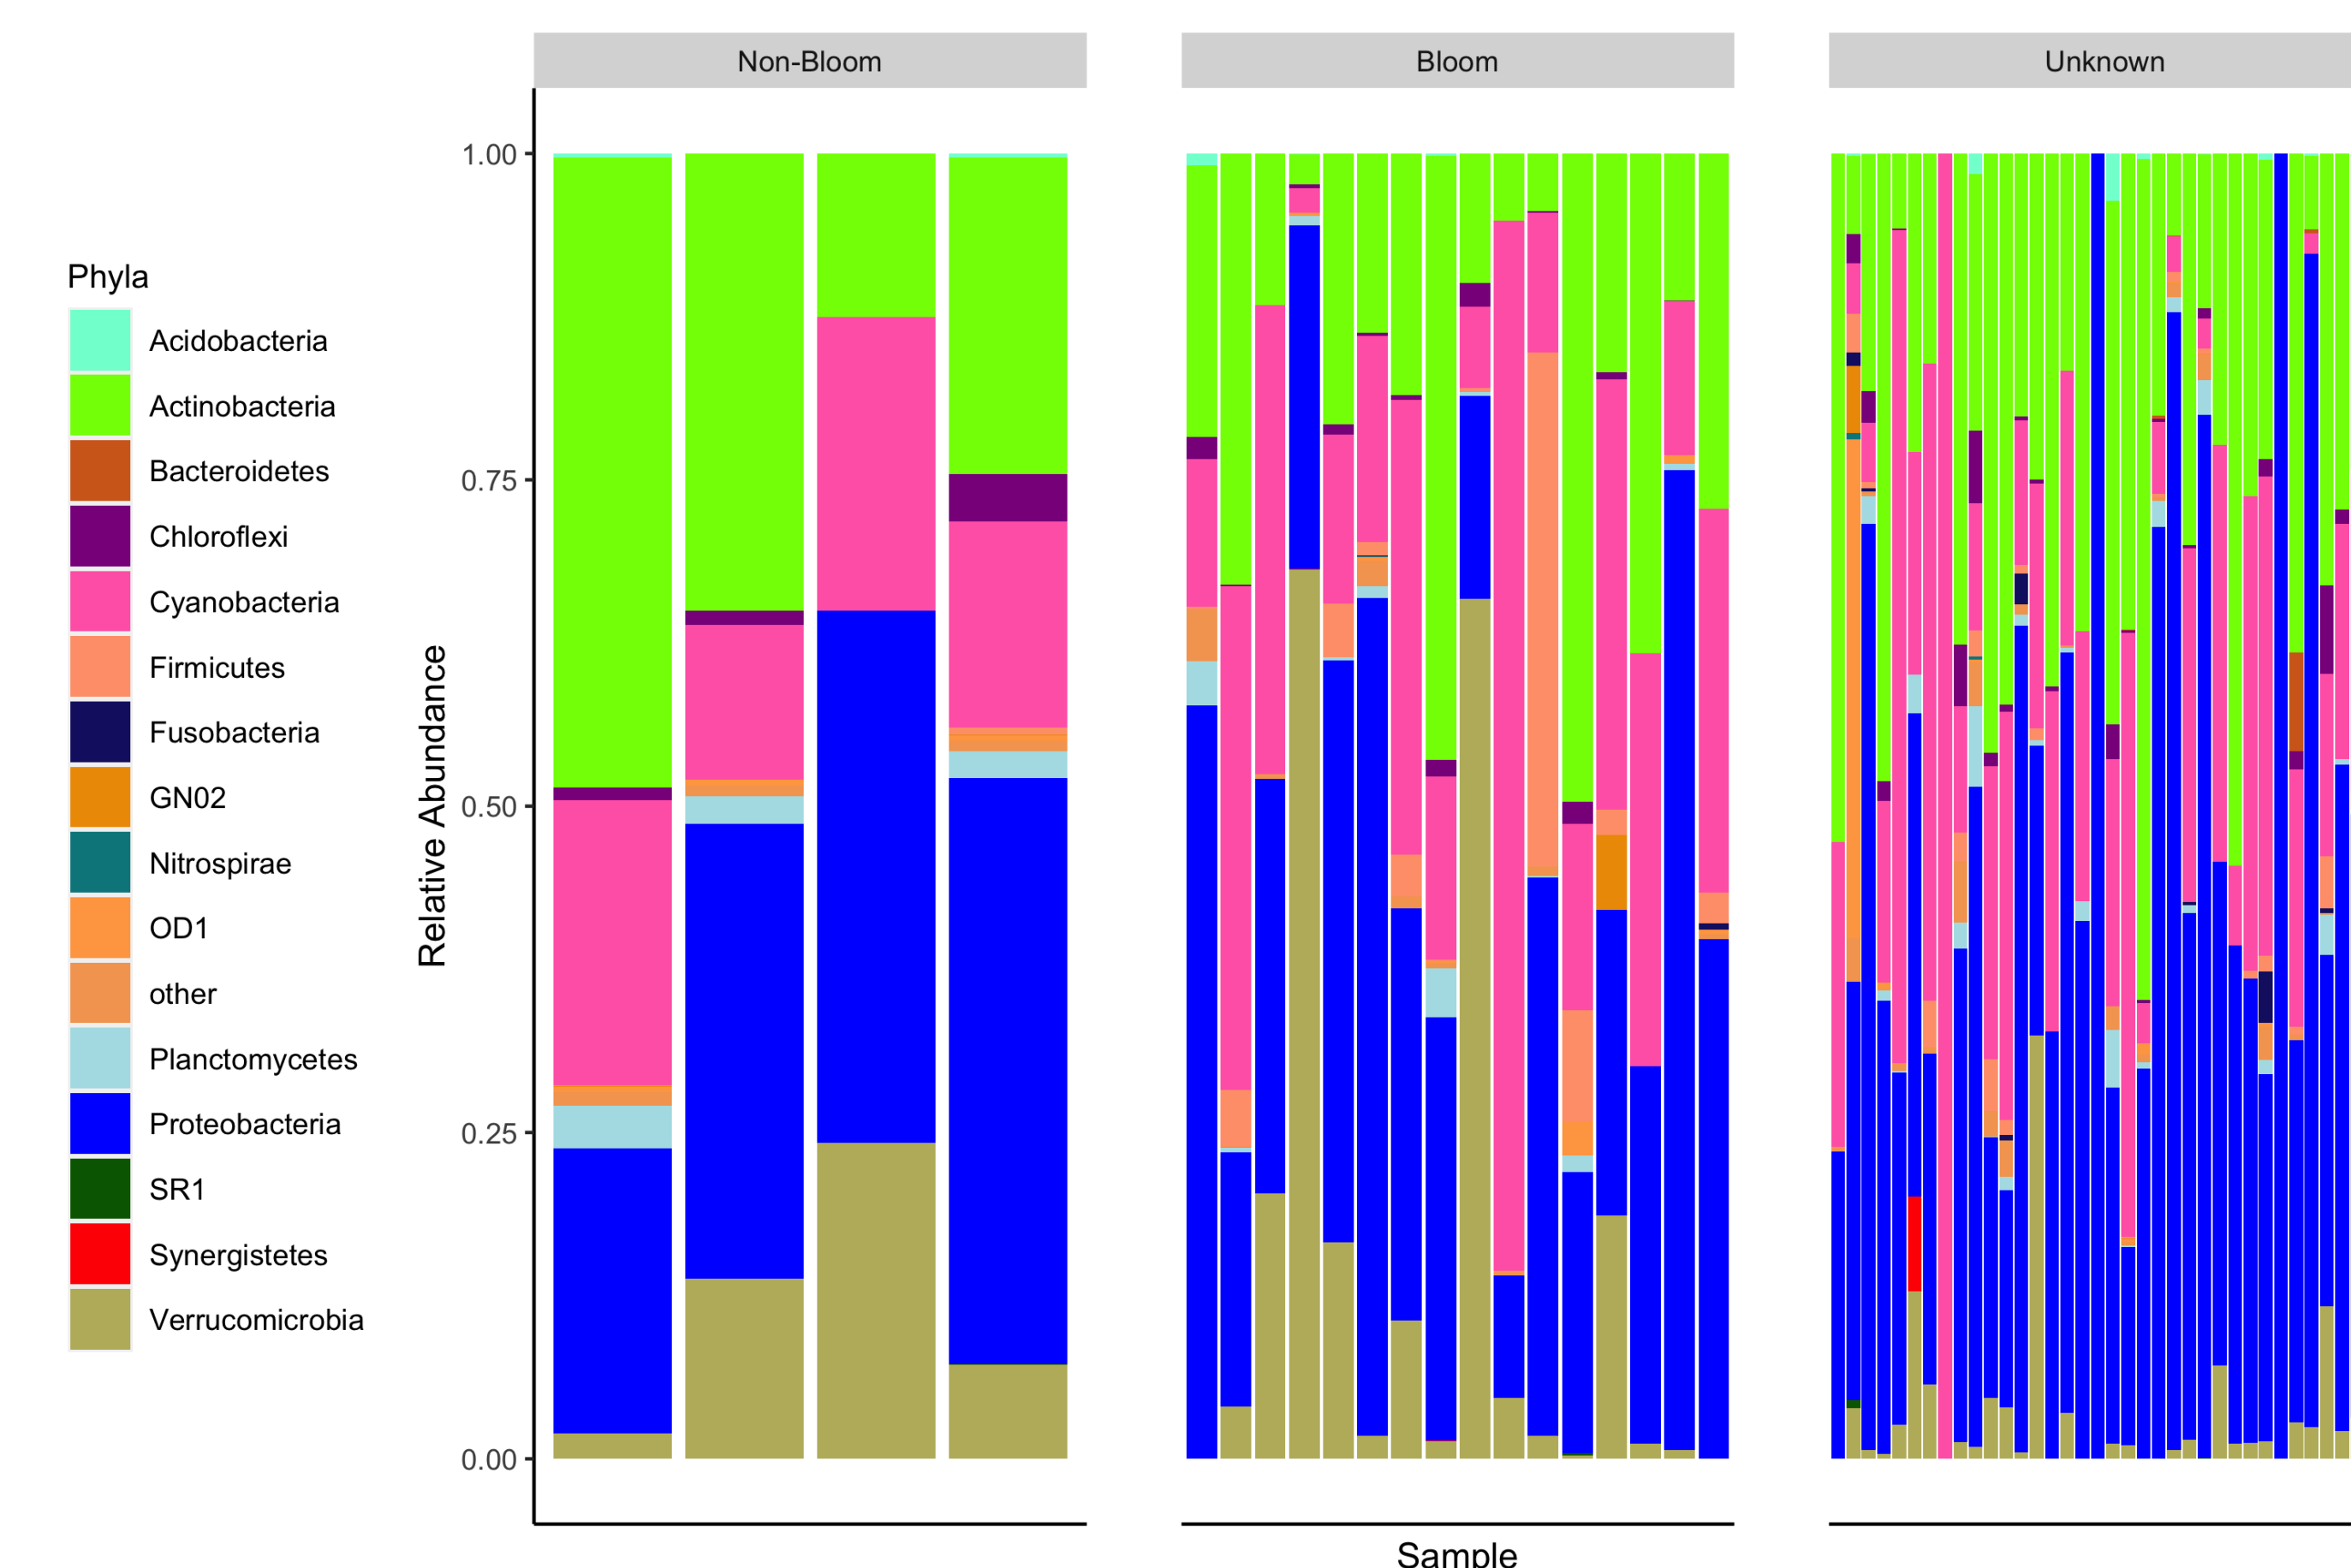 Non-Bloom
Bloom
Unknown
Phyla
Acidobacteria
Actinobacteria
Bacteroidetes
Chloroflexi
Cyanobacteria
Firmicutes
Fusobacteria
GN02
Nitrospirae
OD1
other
Planctomycetes
Proteobacteria
SR1
Synergistetes
Verrucomicrobia
Relative Abundance
1.00
0.75
0.50
0.25
0.00
Sample